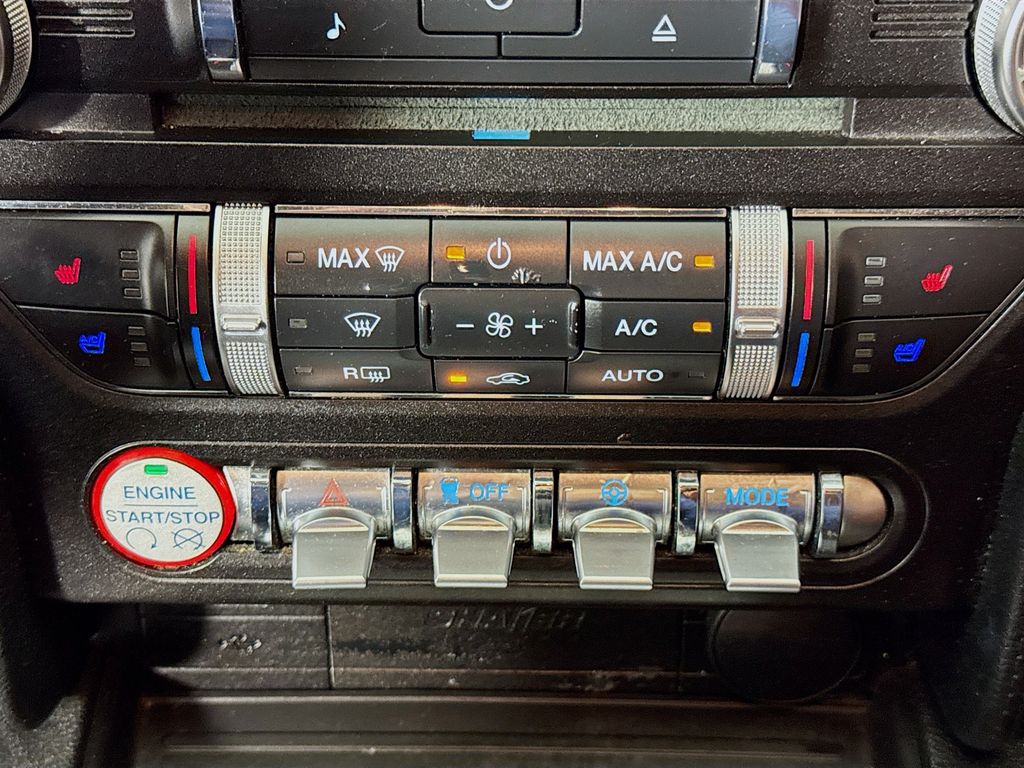 MAX
MAX A/C
- +
A/C
A/C
A/C
R
AUTO
ENGINE
START/STOP
OFF
MODE